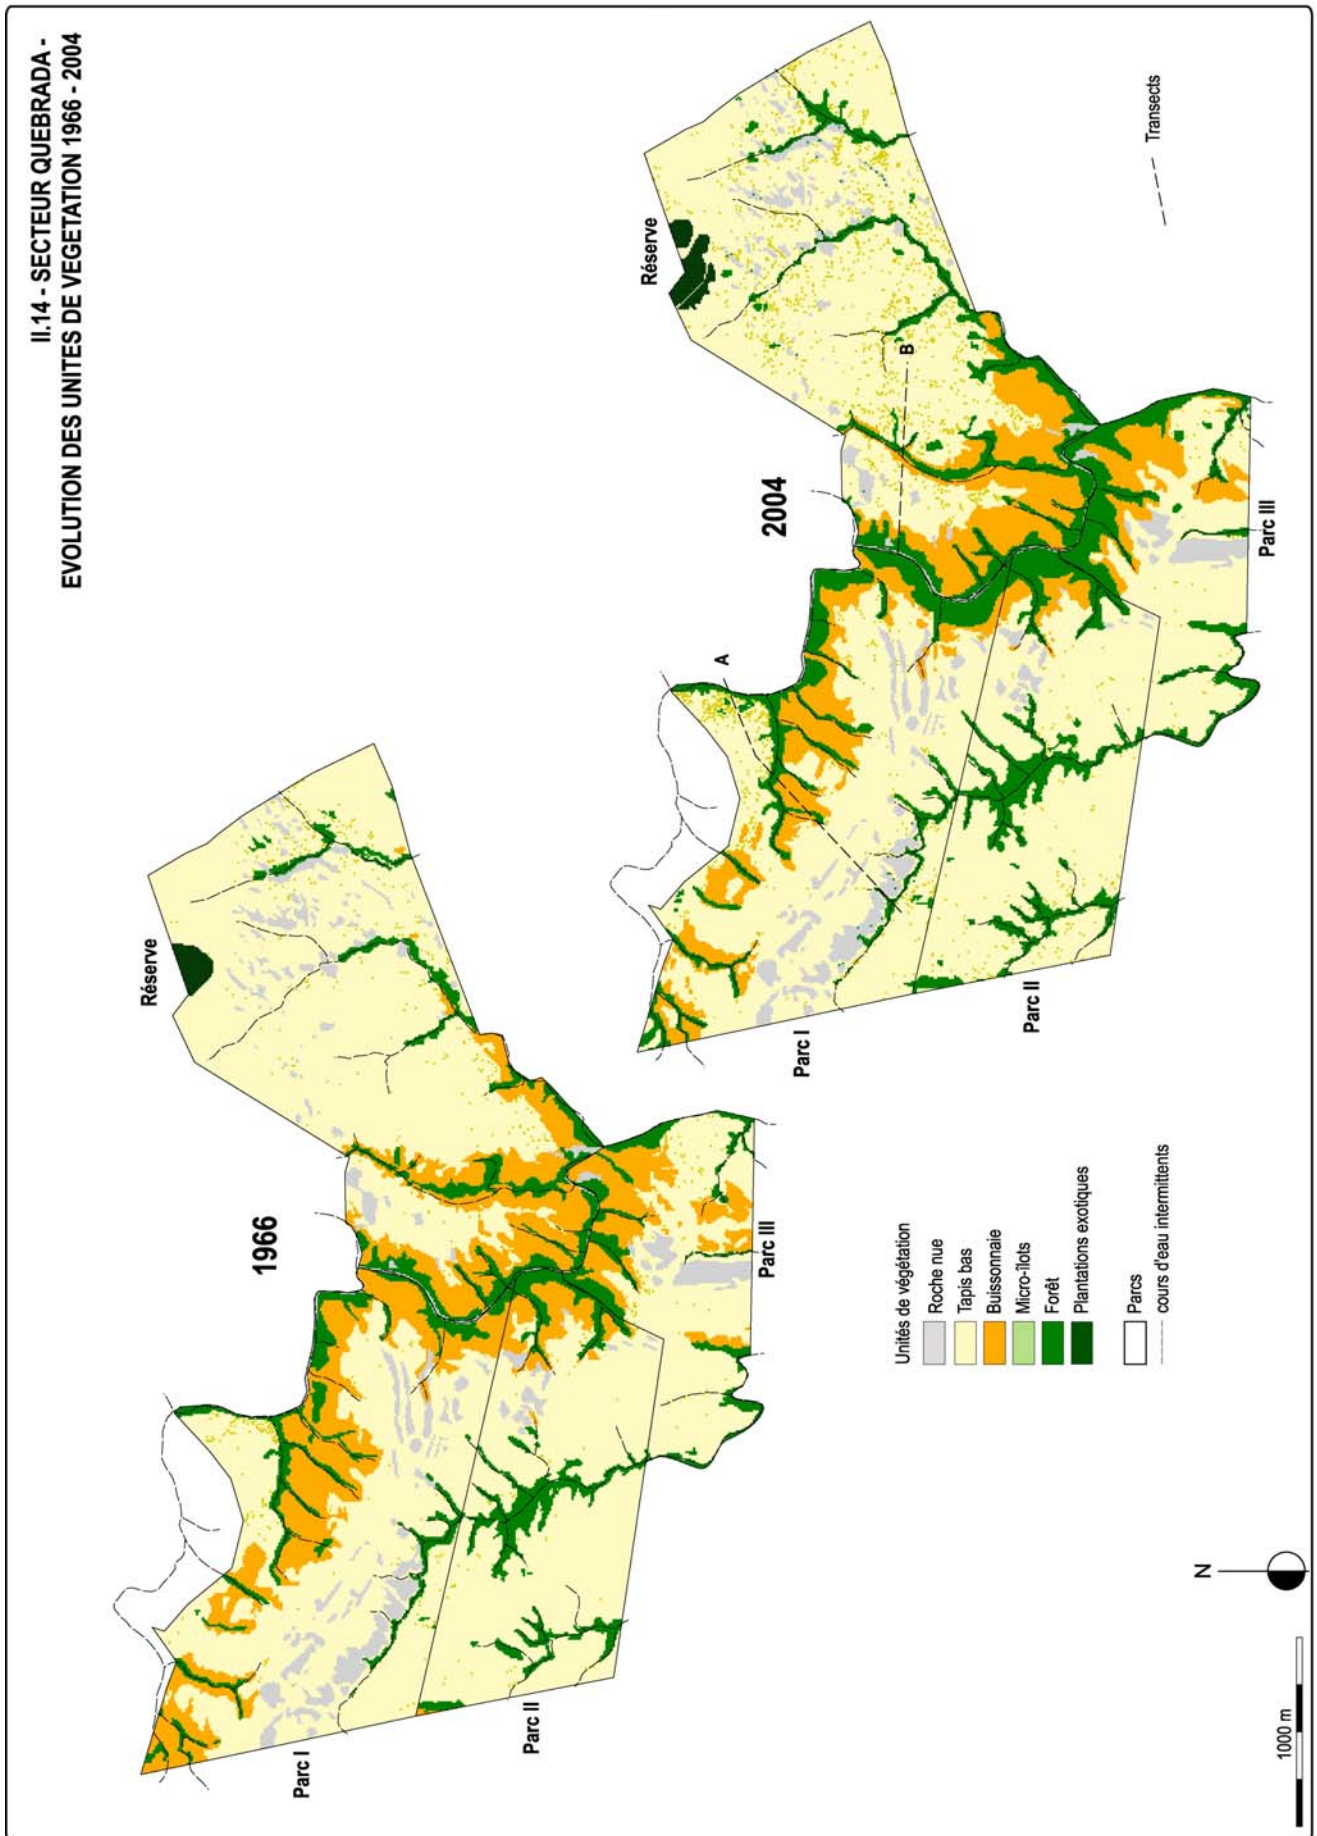 II.14 - SECTEUR QUEBRADA -
EVOLUTION DES UNITES DE VEGETATION 1966 - 2004
1966
Réserve
Parc I
Parc II
Parc III
2004
Réserve
A
B
Parc I
Parc II
Parc III
Transects
Unités de végétation
Roche nue
Tapis bas
Buissonnaie
Micro-îlots
Forêt
Plantations exotiques
Parcs
cours d'eau intermittents
N
1000 m